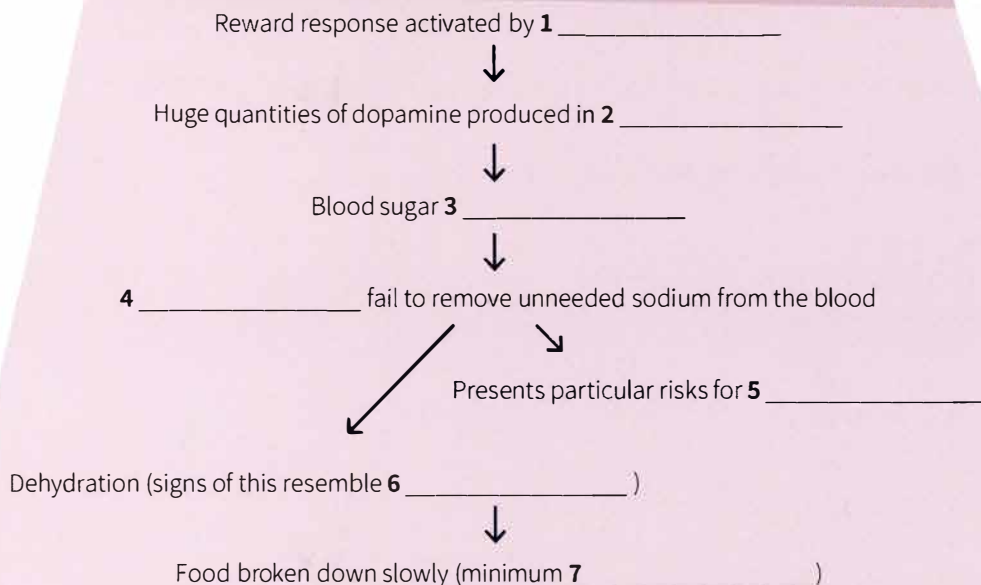 Reward response activated by 1 ________________
Huge quantities of dopamine produced in 2 ________________
Blood sugar 3 ________________
4 ________________ fail to remove unneeded sodium from the blood
Presents particular risks for 5 ________________
Dehydration (signs of this resemble 6 ________________ )
Food broken down slowly (minimum 7 ________________ )